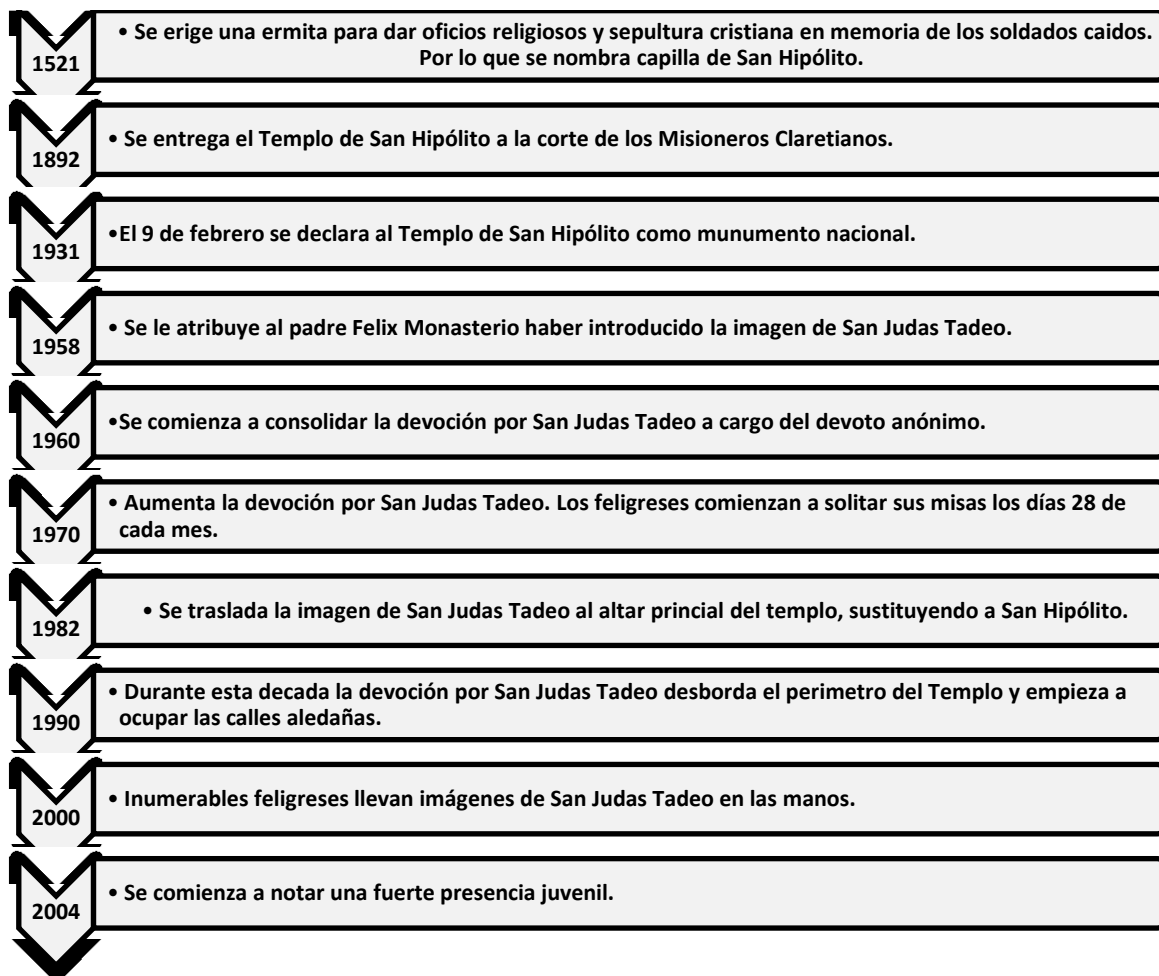 1521
• Se erige una ermita para dar oficios religiosos y sepultura cristiana en memoria de los soldados caidos.
Por lo que se nombra capilla de San Hipólito.
1892
• Se entrega el Templo de San Hipólito a la corte de los Misioneros Claretianos.
1931
•El 9 de febrero se declara al Templo de San Hipólito como munumento nacional.
1958
• Se le atribuye al padre Felix Monasterio haber introducido la imagen de San Judas Tadeo.
1960
•Se comienza a consolidar la devoción por San Judas Tadeo a cargo del devoto anónimo.
1970
• Aumenta la devoción por San Judas Tadeo. Los feligreses comienzan a solitar sus misas los días 28 de
cada mes.
1982
• Se traslada la imagen de San Judas Tadeo al altar princial del templo, sustituyendo a San Hipólito.
1990
• Durante esta decada la devoción por San Judas Tadeo desborda el perimetro del Templo y empieza a
ocupar las calles aledañas.
2000
• Inumerables feligreses llevan imágenes de San Judas Tadeo en las manos.
2004
• Se comienza a notar una fuerte presencia juvenil.